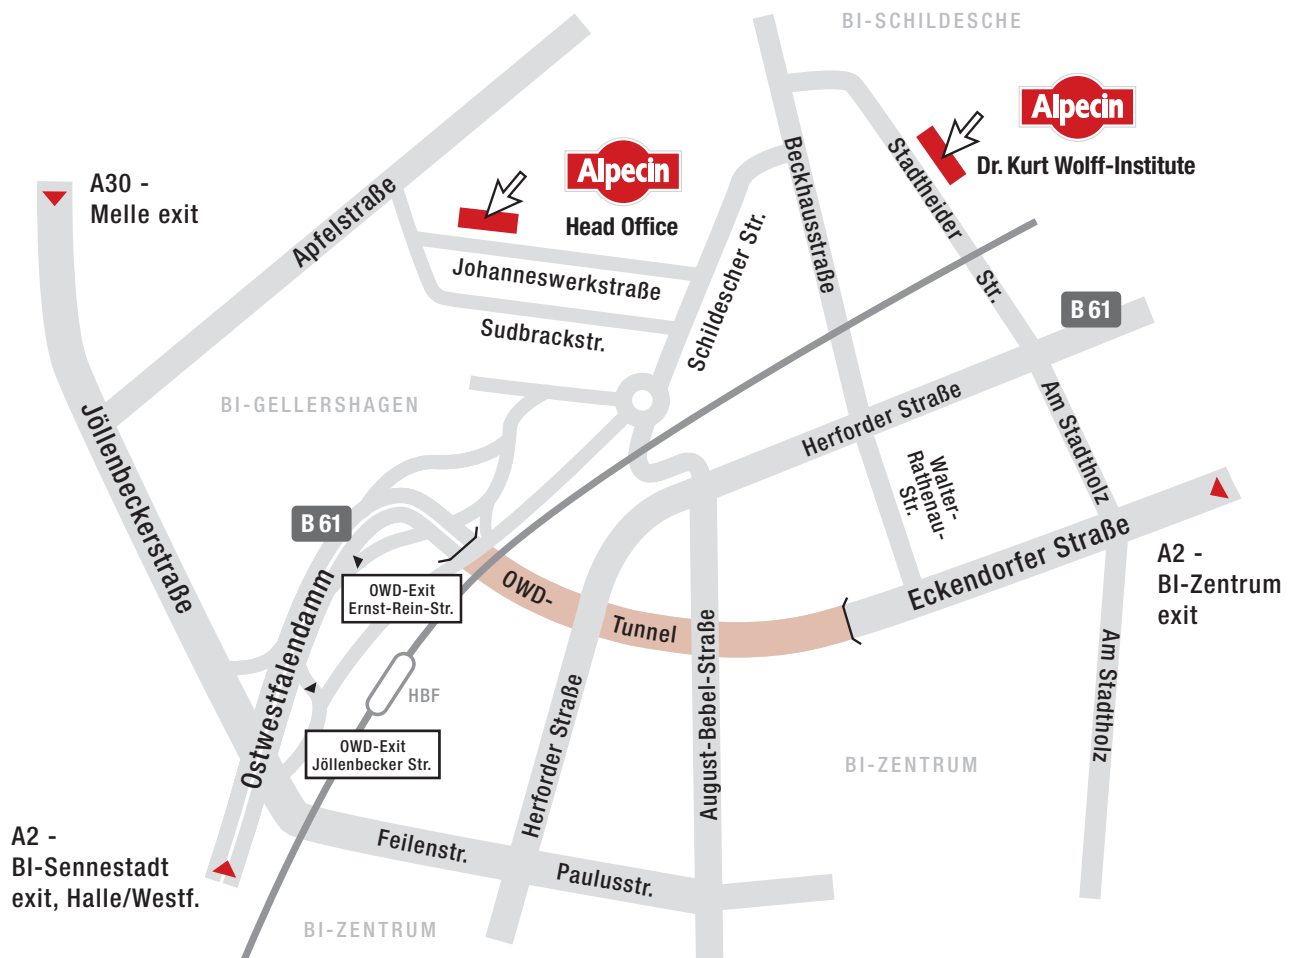 BI-SCHILDESCHE
Alpecin
Dr. Kurt Wolff-Institute
Alpecin
Head Office
A30 -
Melle exit
Apfelstraße
Johanneswerkstraße
Sudbrackstr.
Schildescher Str.
Beckhausstraße
Stadtheider
Str.
B 61
BI-GELLERSHAGEN
Jöllenbeckerstraße
Herforder Straße
Am Stadtholz
Walter-
Rathenau-
Str.
B 61
Eckendorfer Straße
A2 -
BI-Zentrum
exit
OWD-Exit
Ernst-Rein-Str.
OWD-
Tunnel
Ostwestfalendamm
HBF
August-Bebel-Straße
Herforder Straße
Am Stadtholz
OWD-Exit
Jöllenbecker Str.
BI-ZENTRUM
A2 -
BI-Sennestadt
exit, Halle/Westf.
Feilenstr.
Paulusstr.
BI-ZENTRUM